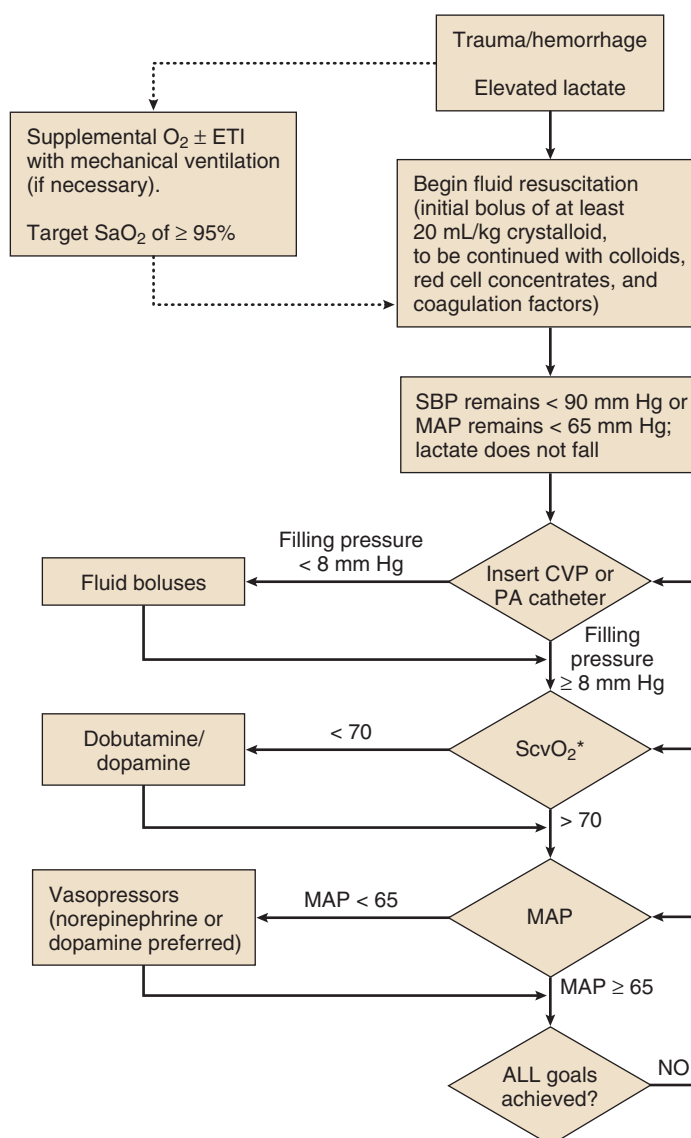 Trauma/hemorrhage
Elevated lactate
Supplemental O₂ ± ETI
with mechanical ventilation
(if necessary).
Target SaO₂ of ≥ 95%
Begin fluid resuscitation
(initial bolus of at least
20 mL/kg crystalloid,
to be continued with colloids,
red cell concentrates, and
coagulation factors)
SBP remains < 90 mm Hg or
MAP remains < 65 mm Hg;
lactate does not fall
Filling pressure
< 8 mm Hg
Fluid boluses
Insert CVP or
PA catheter
Filling
pressure
≥ 8 mm Hg
Dobutamine/
dopamine
< 70
ScvO₂*
> 70
Vasopressors
(norepinephrine or
dopamine preferred)
MAP < 65
MAP
MAP ≥ 65
ALL goals
achieved?
NO